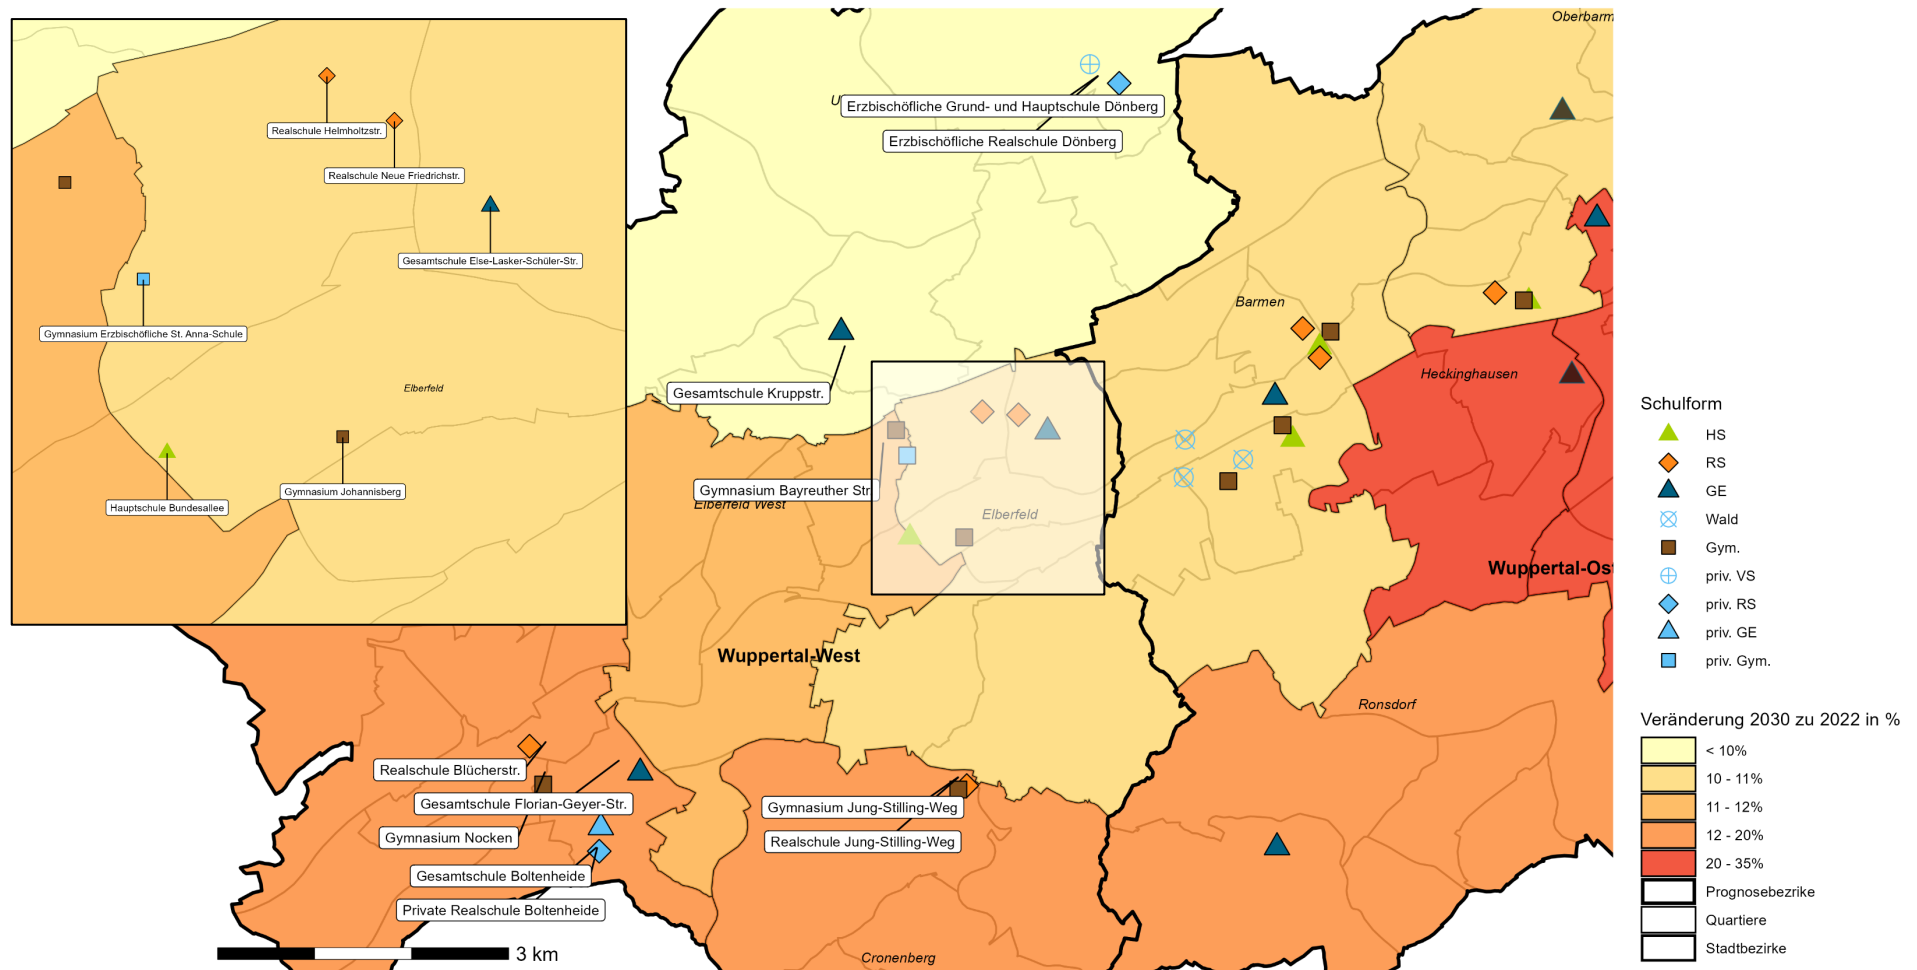 Oberbarm
Realschule Helmholtzstr.
Erzbischöfliche Grund- und Hauptschule Dönberg
Erzbischöfliche Realschule Dönberg
Realschule Neue Friedrichstr.
Gesamtschule Else-Lasker-Schüler-Str.
Barmen
Gymnasium Erzbischöfliche St. Anna-Schule
Elberfeld
Gesamtschule Kruppstr.
Heckinghausen
Gymnasium Johannisberg
Hauptschule Bundesallee
Gymnasium Bayreuther Str.
Elberfeld West
Elberfeld
Wuppertal-Ost
Wuppertal-West
Ronsdorf
Realschule Blücherstr.
Gesamtschule Florian-Geyer-Str.
Gymnasium Nocken
Gesamtschule Boltenheide
Private Realschule Boltenheide
Gymnasium Jung-Stilling-Weg
Realschule Jung-Stilling-Weg
Cronenberg
3 km
Schulform
HS
RS
GE
Wald
Gym.
priv. VS
priv. RS
priv. GE
priv. Gym.
Veränderung 2030 zu 2022 in %
< 10%
10 - 11%
11 - 12%
12 - 20%
20 - 35%
Prognosebezrike
Quartiere
Stadtbezirke